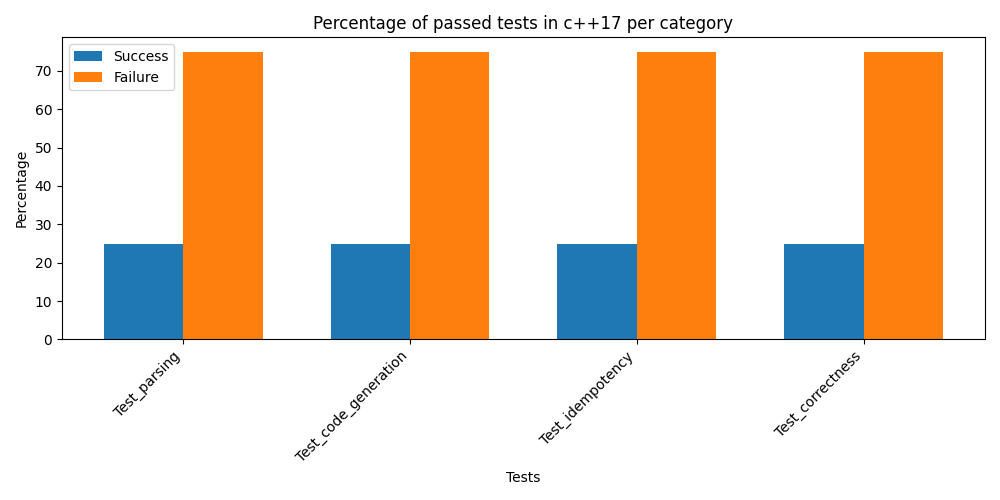 Percentage of passed tests in c++17 per category
Success
Failure
Percentage
70
60
50
40
30
20
10
0
Test_parsing
Test_code_generation
Test_idempotency
Test_correctness
Tests